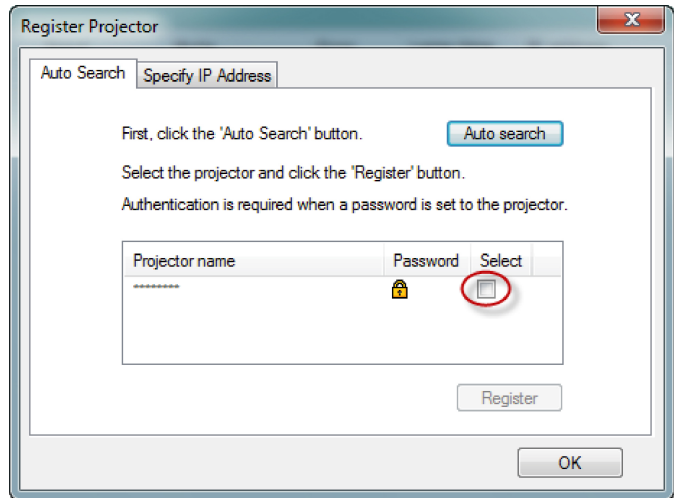 Register Projector
Auto Search Specify IP Address
First, click the 'Auto Search' button. Auto search
Select the projector and click the 'Register' button.
Authentication is required when a password is set to the projector.
Projector name Password Select
********
Register
OK